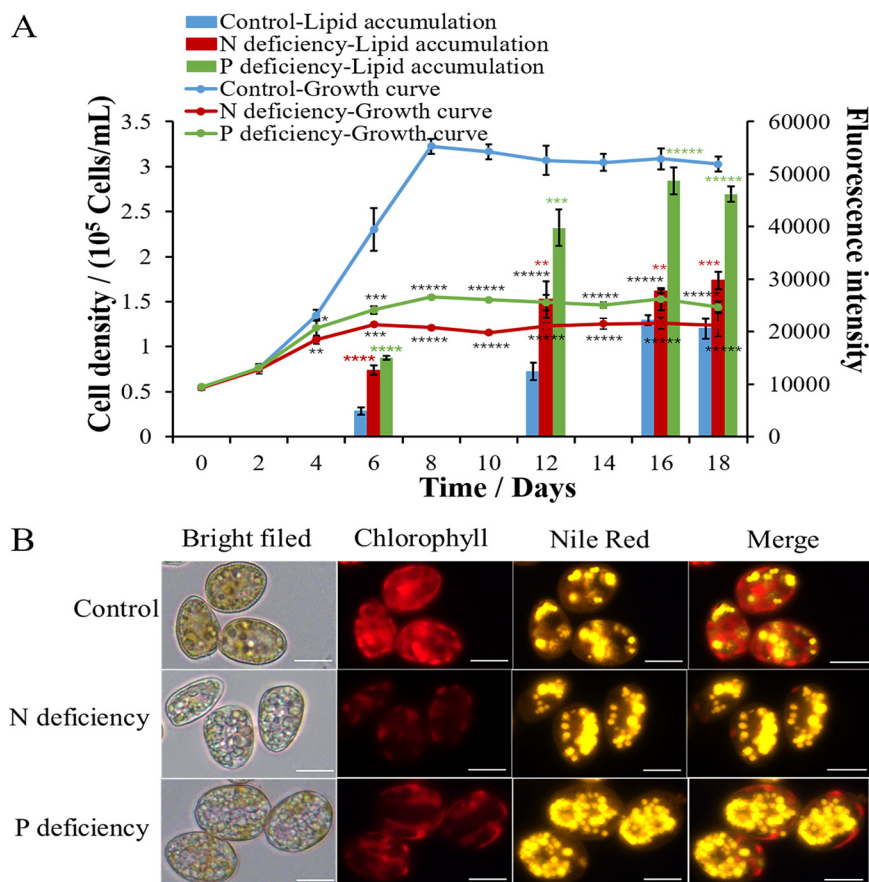 A
Control-Lipid accumulation
N deficiency-Lipid accumulation
P deficiency-Lipid accumulation
Control-Growth curve
N deficiency-Growth curve
P deficiency-Growth curve
Cell density / (10⁵ Cells/mL)
3.5
3
2.5
2
1.5
1
0.5
0
60000
50000
40000
30000
20000
10000
0
Fluorescence intensity
***** *****
***
** ** ***
***** ***** *****
***** ***** ***** *****
*** **
** *** ***** ***** ***** ***** ***** *****
**** ****
0 2 4 6 8 10 12 14 16 18
Time / Days
B
Bright filed Chlorophyll Nile Red Merge
Control
N deficiency
P deficiency